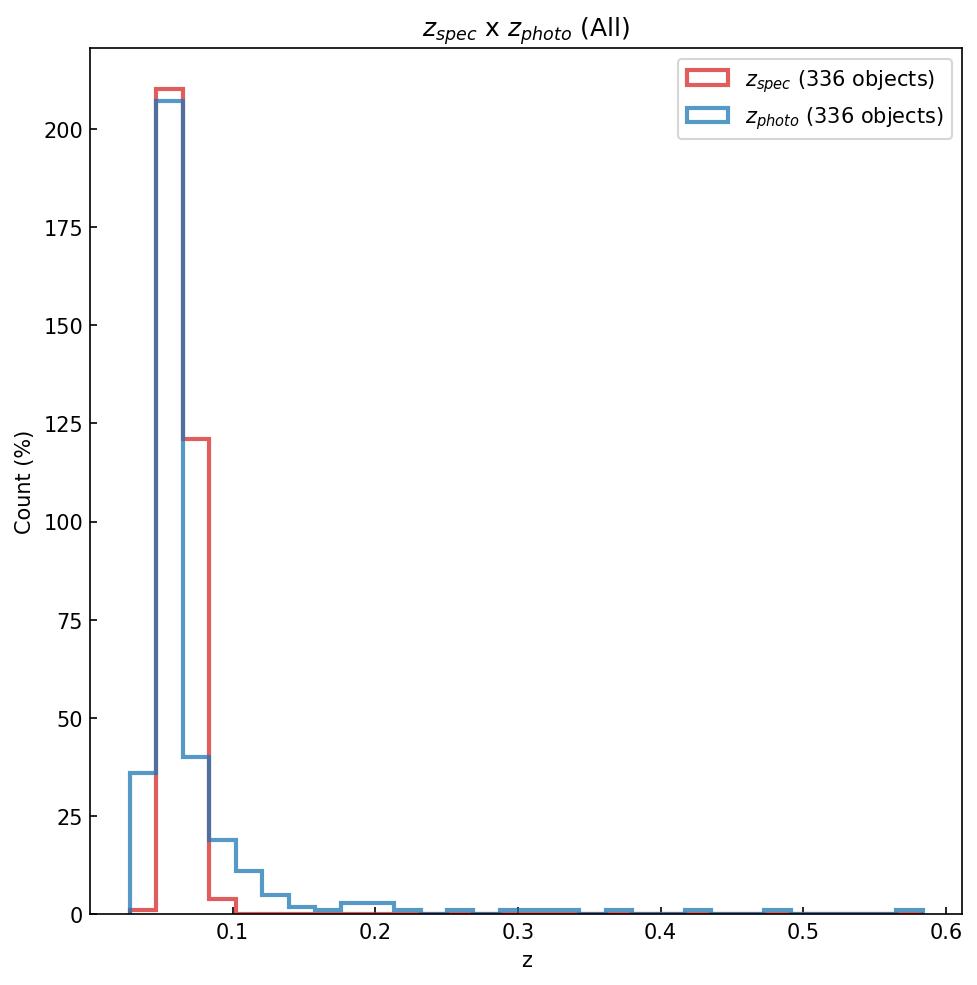 z_spec x z_photo (All)
z_spec (336 objects)
z_photo (336 objects)
Count (%)
200
175
150
125
100
75
50
25
0
0.1 0.2 0.3 0.4 0.5 0.6
z